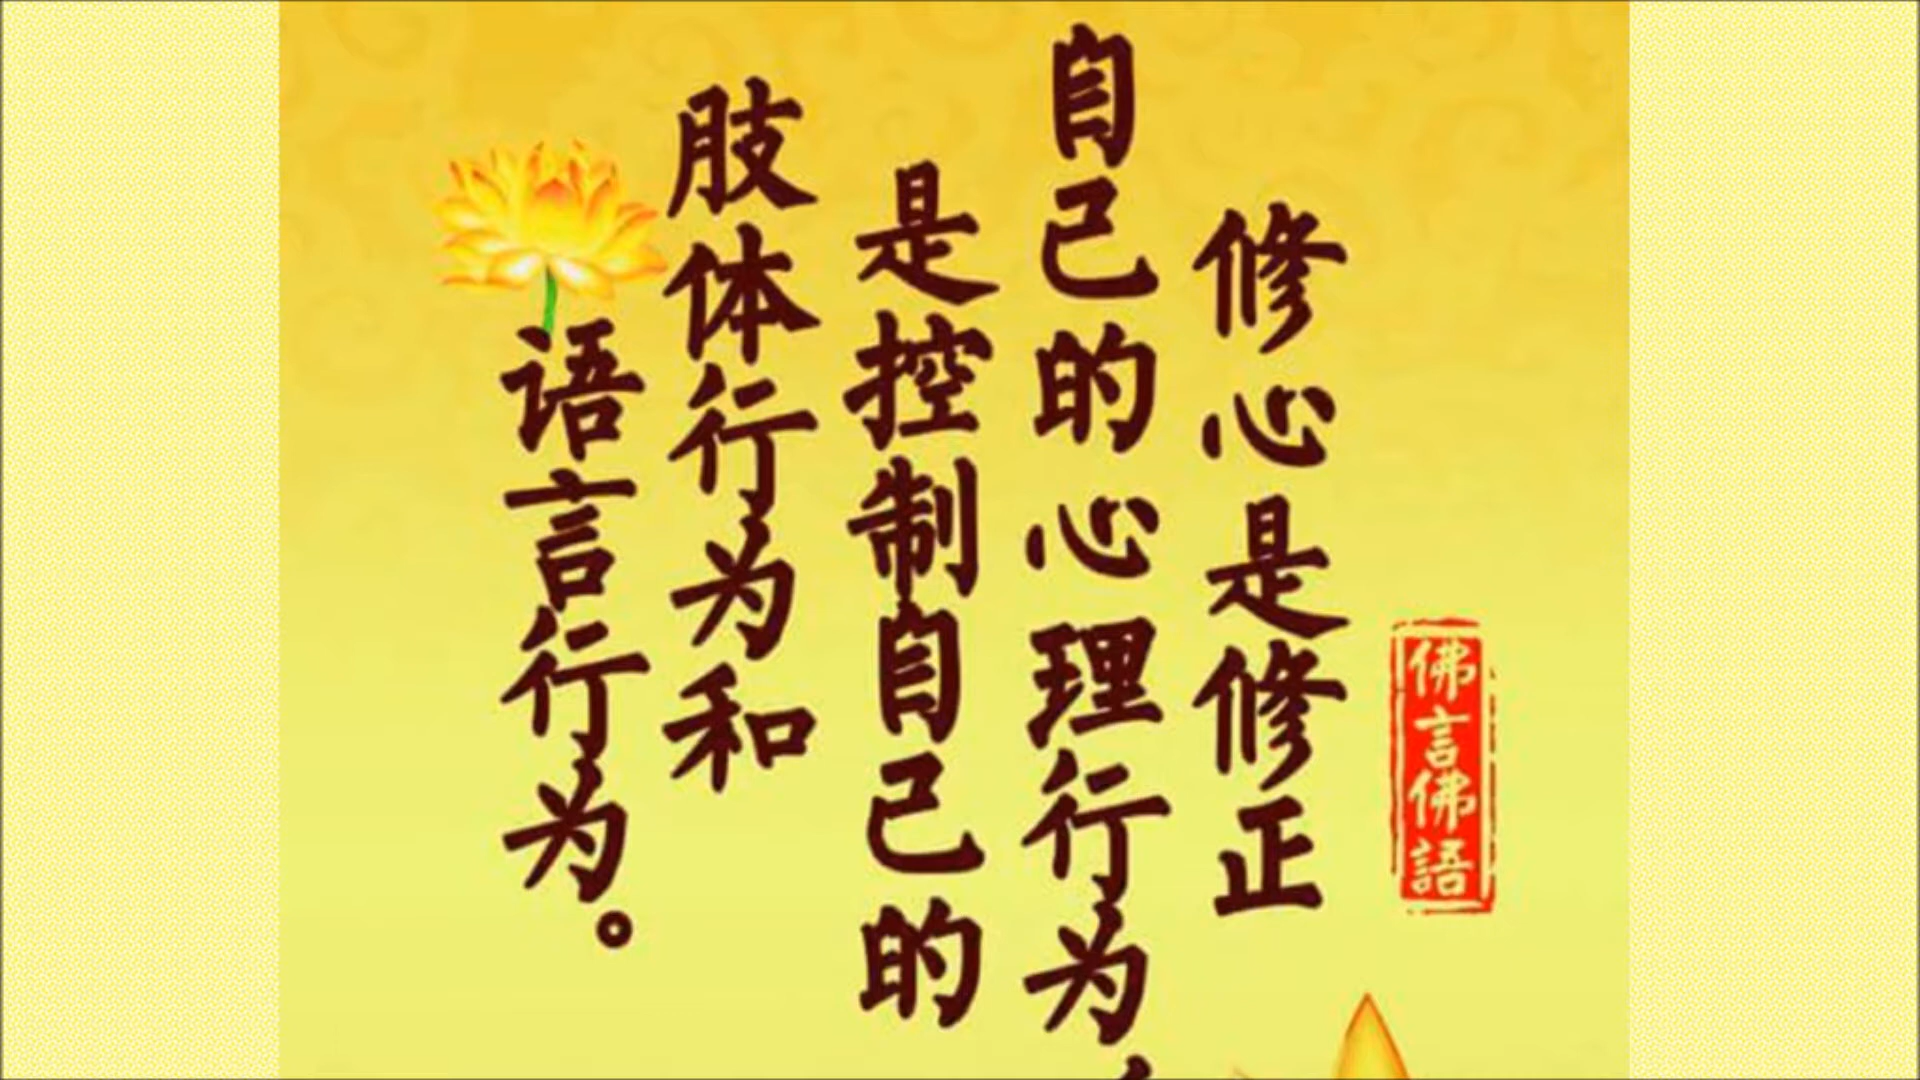 佛言佛語
修心是修正
自己的心理行为，
是控制自己的
肢体行为和
语言行为。